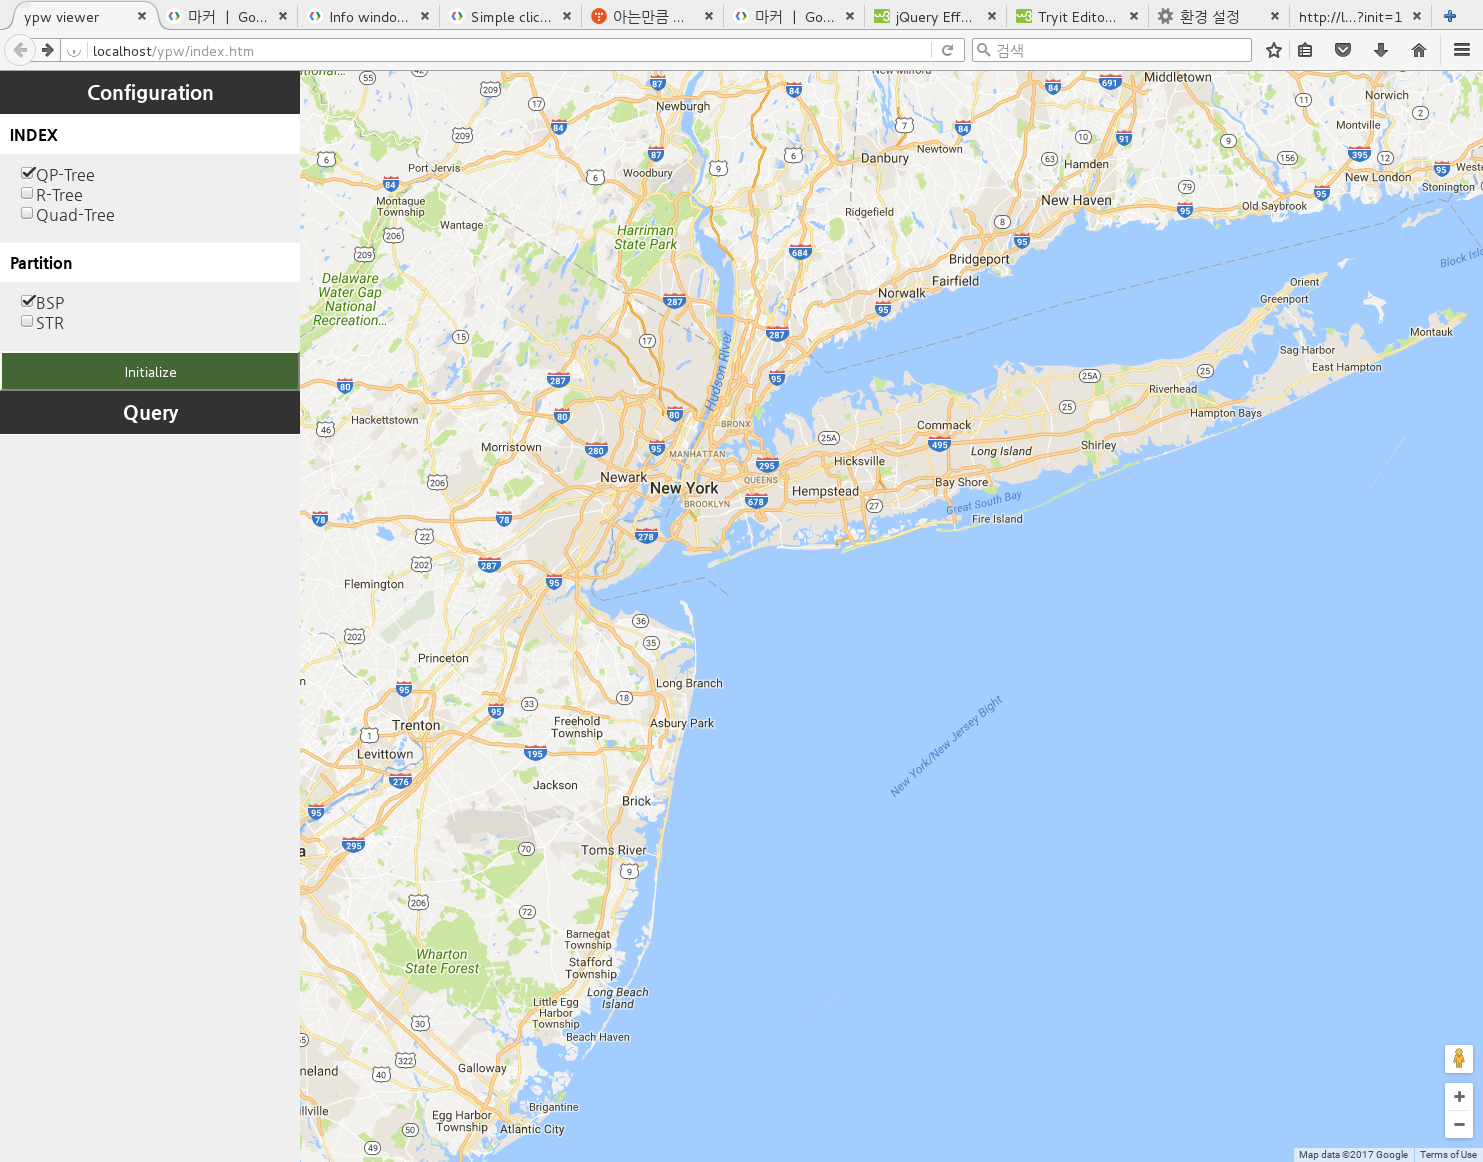 ypw viewer
마커 | Go...
Info windo...
Simple clic...
아는만큼 ...
마커 | Go...
jQuery Eff...
Tryit Edito...
환경 설정
http://l...?init=1
localhost/ypw/index.htm
검색
Configuration
INDEX
QP-Tree
R-Tree
Quad-Tree
Partition
BSP
STR
Initialize
Query
Newburgh
Middletown
Norwich
Montville
Port Jervis
Woodbury
Danbury
Newtown
Hamden
New London
Stonington
Montague
Township
Wantage
Harriman
State Park
Ridgefield
New Haven
Old Saybrook
Delaware
Water Gap
National
Recreation...
Bridgeport
Fairfield
Norwalk
Block Isl
Orient
Greenport
Montauk
Sag Harbor
East Hampton
Riverhead
Hampton Bays
Hudson River
Hackettstown
Morristown
BRONX
MANHATTAN
Commack
Long Island
Shirley
Hicksville
Newark
New York
QUEENS
BROOKLYN
Hempstead
Bay Shore
Great South Bay
Fire Island
Flemington
Princeton
Long Branch
Asbury Park
Freehold
Township
Trenton
Levittown
Jackson
Brick
New York/New Jersey Bight
Toms River
Wharton
State Forest
Barnegat
Township
Stafford
Township
Long Beach
Island
Little Egg
Harbor
Township
Beach Haven
neland
Galloway
illville
Egg Harbor
Township
Brigantine
Atlantic City
Map data ©2017 Google
Terms of Use